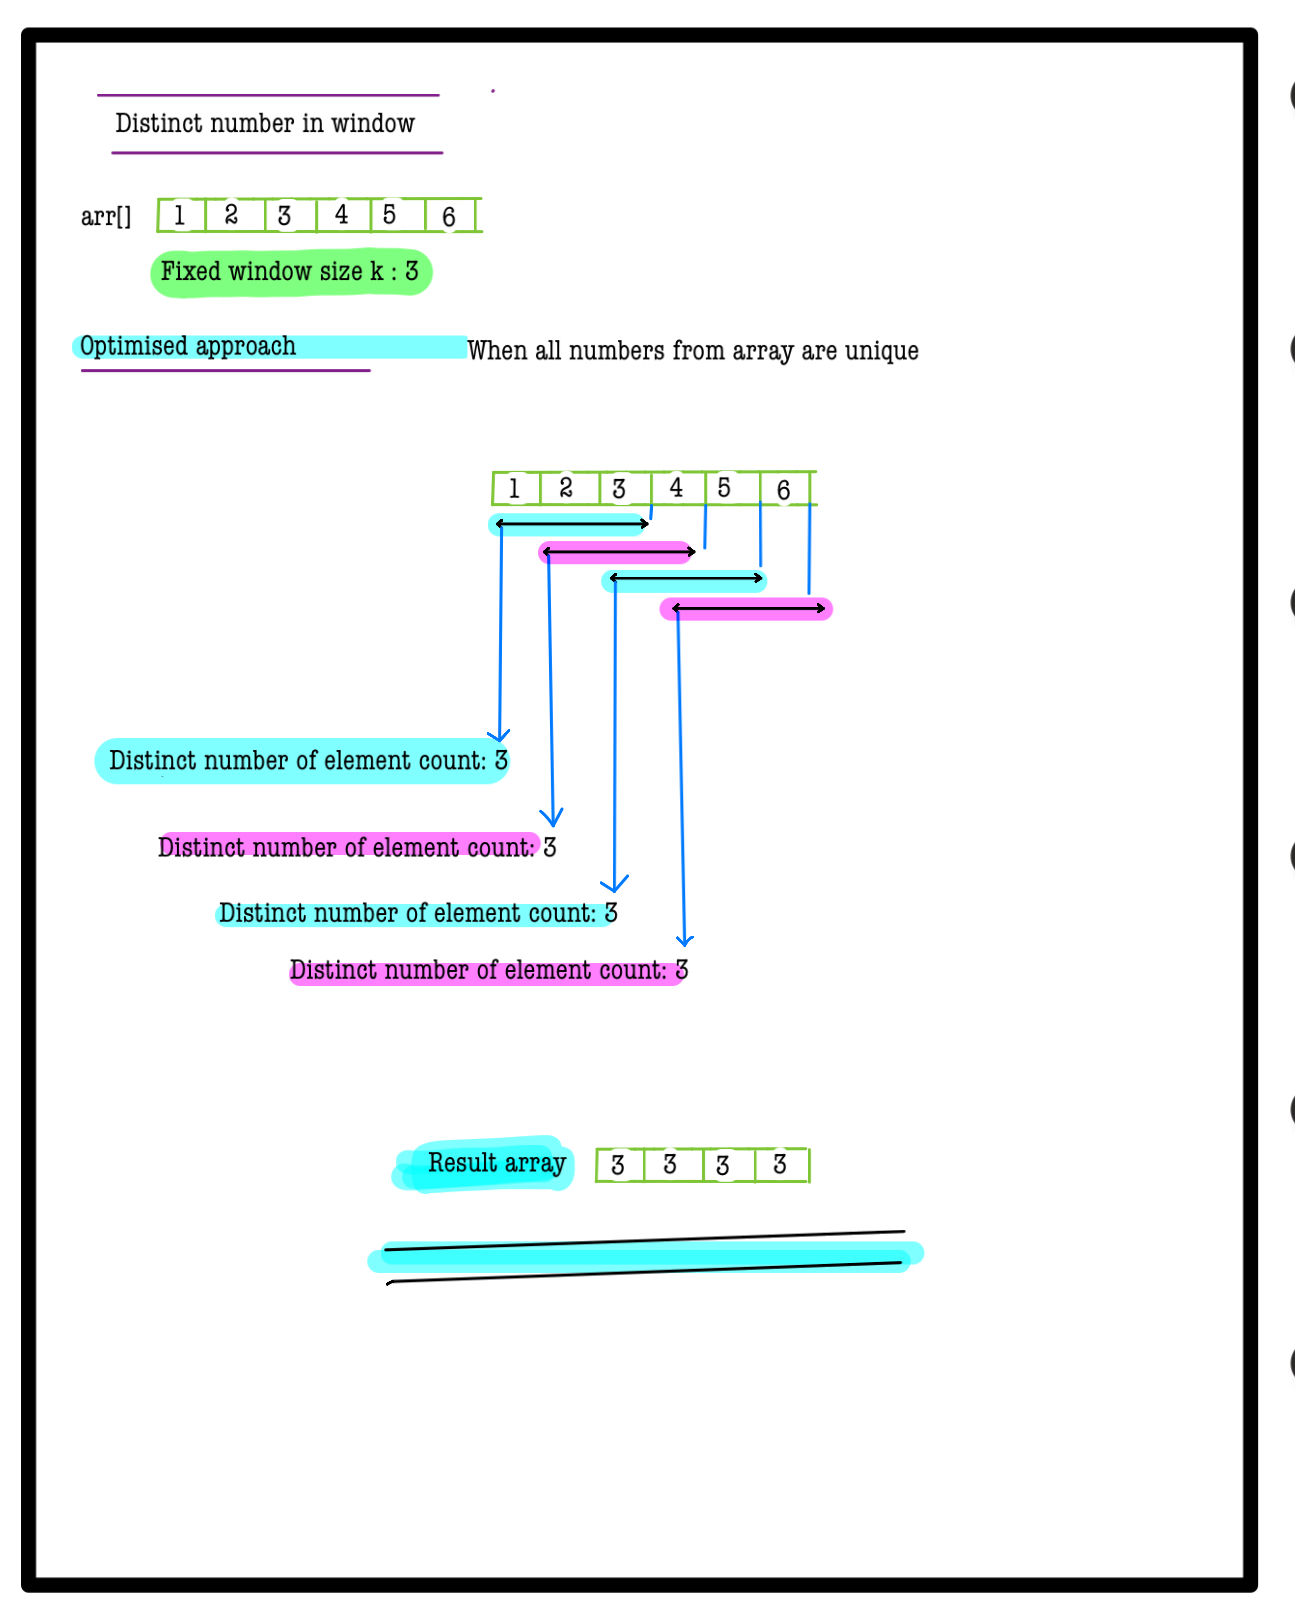 Distinct number in window
arr[] 1 2 3 4 5 6
Fixed window size k : 3
Optimised approach When all numbers from array are unique
1 2 3 4 5 6
Distinct number of element count: 3
Distinct number of element count: 3
Distinct number of element count: 3
Distinct number of element count: 3
Result array 3 3 3 3